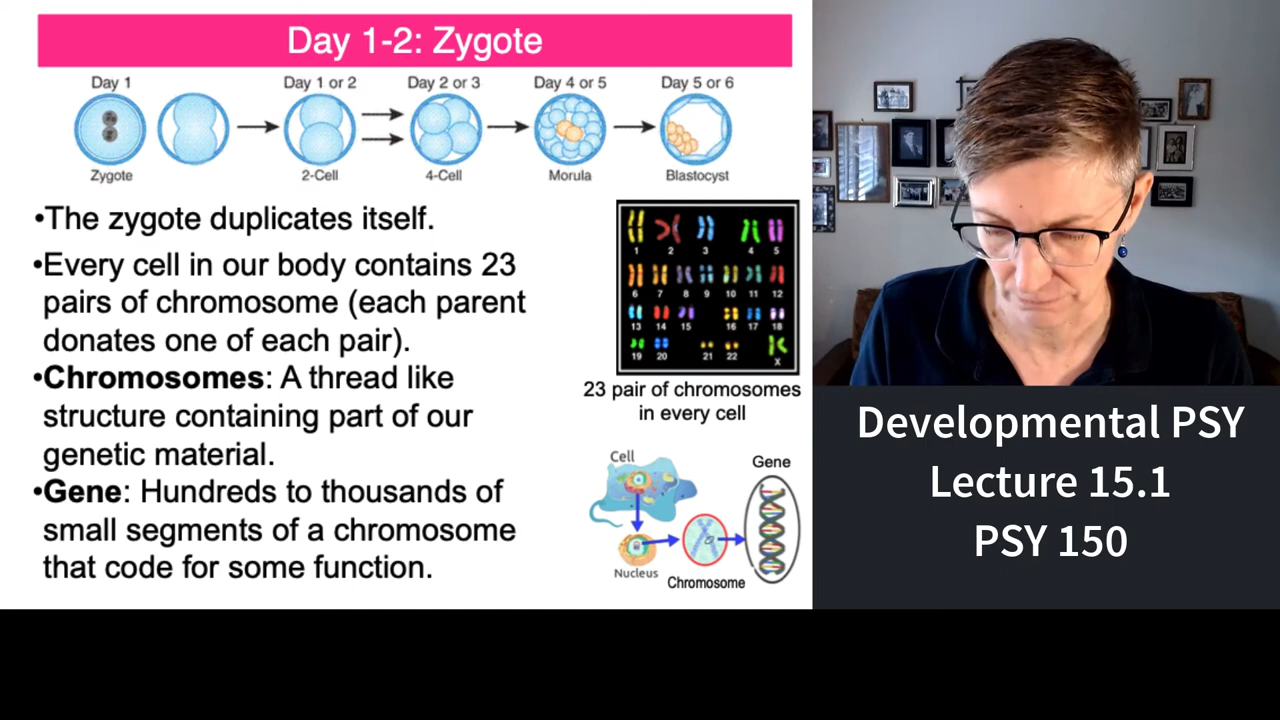 Day 1-2: Zygote
Day 1
Day 1 or 2
Day 2 or 3
Day 4 or 5
Day 5 or 6
Zygote
2-Cell
4-Cell
Morula
Blastocyst
•The zygote duplicates itself.
•Every cell in our body contains 23
pairs of chromosome (each parent
donates one of each pair).
•Chromosomes: A thread like
structure containing part of our
genetic material.
•Gene: Hundreds to thousands of
small segments of a chromosome
that code for some function.
1 2 3 4 5
6 7 8 9 10 11 12
13 14 15 16 17 18
19 20 21 22 X
23 pair of chromosomes
in every cell
Cell
Gene
Nucleus
Chromosome
Developmental PSY
Lecture 15.1
PSY 150